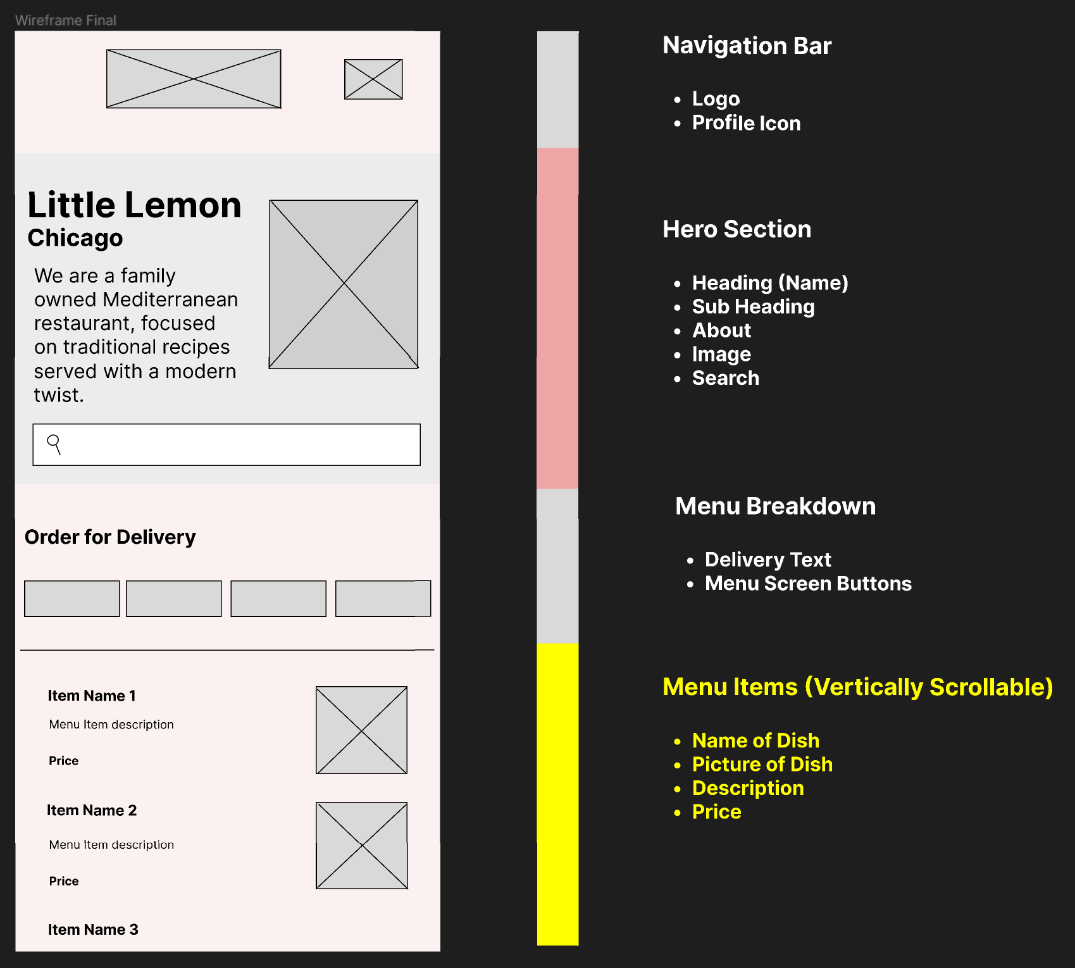 Wireframe Final
Little Lemon
Chicago
We are a family
owned Mediterranean
restaurant, focused
on traditional recipes
served with a modern
twist.
Order for Delivery
Item Name 1
Menu Item description
Price
Item Name 2
Menu Item description
Price
Item Name 3
Navigation Bar
• Logo
• Profile Icon
Hero Section
• Heading (Name)
• Sub Heading
• About
• Image
• Search
Menu Breakdown
• Delivery Text
• Menu Screen Buttons
Menu Items (Vertically Scrollable)
• Name of Dish
• Picture of Dish
• Description
• Price